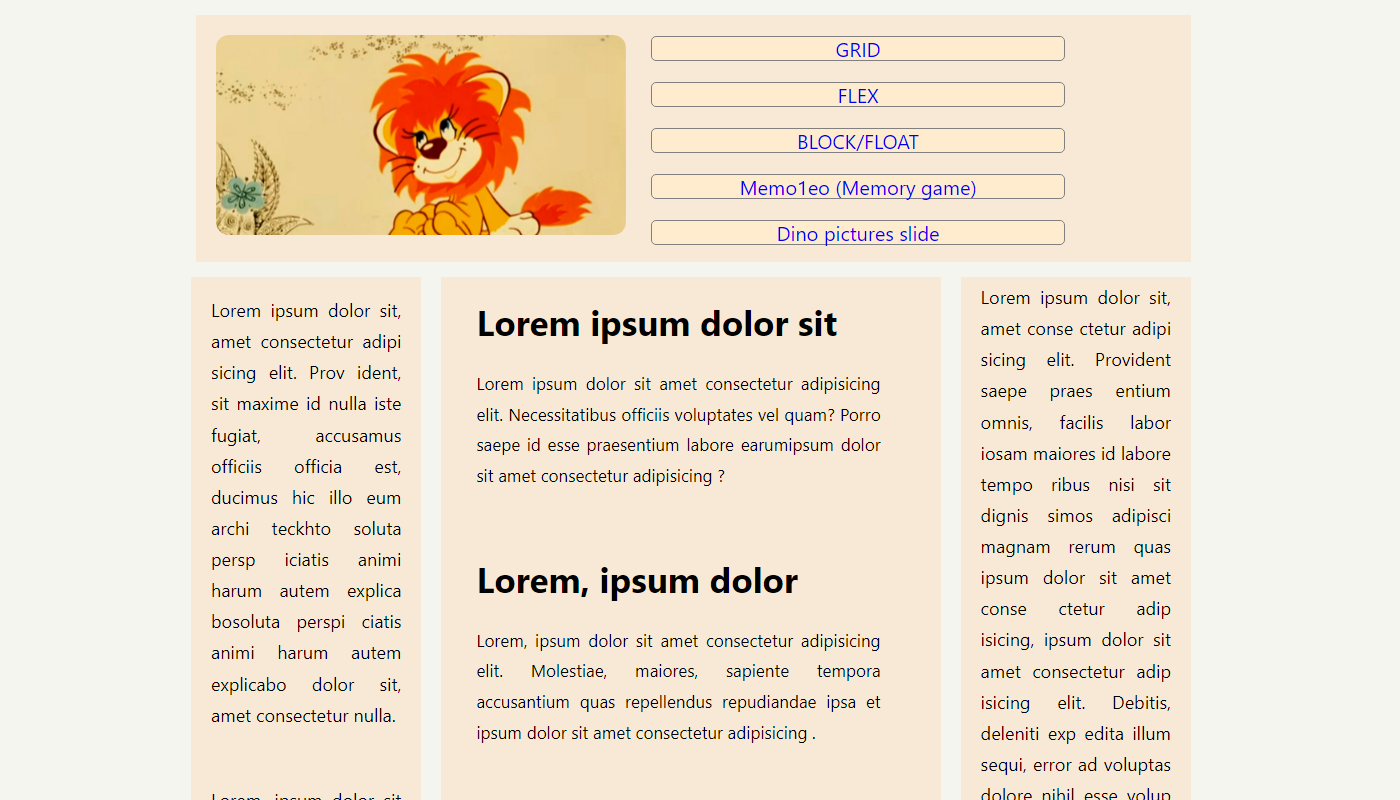 GRID
FLEX
BLOCK/FLOAT
Memo1eo (Memory game)
Dino pictures slide
Lorem ipsum dolor sit,
amet consectetur adipi
sicing elit. Prov ident,
sit maxime id nulla iste
fugiat, accusamus
officiis officia est,
ducimus hic illo eum
archi teckhto soluta
persp iciatis animi
harum autem explica
bosoluta perspi ciatis
animi harum autem
explicabo dolor sit,
amet consectetur nulla.
Lorem, ipsum dolor sit
Lorem ipsum dolor sit
Lorem ipsum dolor sit amet consectetur adipisicing
elit. Necessitatibus officiis voluptates vel quam? Porro
saepe id esse praesentium labore earumipsum dolor
sit amet consectetur adipisicing ?
Lorem, ipsum dolor
Lorem, ipsum dolor sit amet consectetur adipisicing
elit. Molestiae, maiores, sapiente tempora
accusantium quas repellendus repudiandae ipsa et
ipsum dolor sit amet consectetur adipisicing .
Lorem ipsum dolor sit,
amet conse ctetur adipi
sicing elit. Provident
saepe praes entium
omnis, facilis labor
iosam maiores id labore
tempo ribus nisi sit
dignis simos adipisci
magnam rerum quas
ipsum dolor sit amet
conse ctetur adip
isicing, ipsum dolor sit
amet consectetur adip
isicing elit. Debitis,
deleniti exp edita illum
sequi, error ad voluptas
dolore nihil esse volup